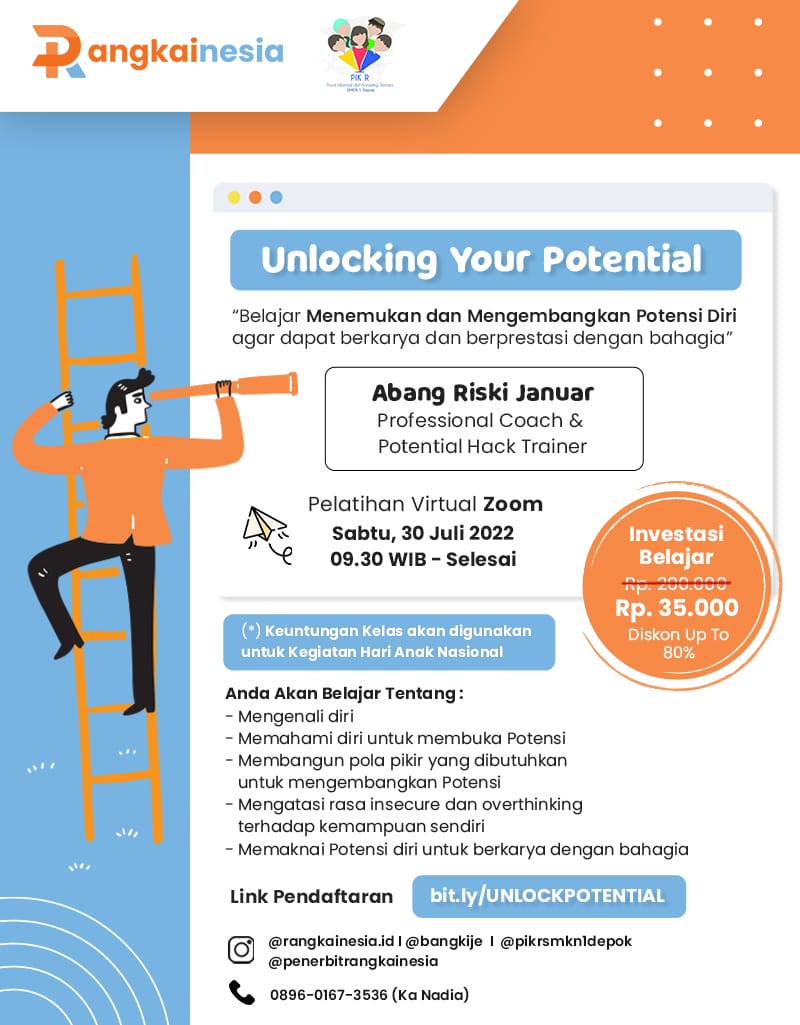 Rangkainesia
PIK R
Pusat Informasi dan Konseling Remaja
Unlocking Your Potential
“Belajar Menemukan dan Mengembangkan Potensi Diri
agar dapat berkarya dan berprestasi dengan bahagia”
Abang Riski Januar
Professional Coach &
Potential Hack Trainer
Pelatihan Virtual Zoom
Sabtu, 30 Juli 2022
09.30 WIB - Selesai
Investasi
Belajar
Rp. 200.000
Rp. 35.000
Diskon Up To
80%
(*) Keuntungan Kelas akan digunakan
untuk Kegiatan Hari Anak Nasional
Anda Akan Belajar Tentang :
- Mengenali diri
- Memahami diri untuk membuka Potensi
- Membangun pola pikir yang dibutuhkan
untuk mengembangkan Potensi
- Mengatasi rasa insecure dan overthinking
terhadap kemampuan sendiri
- Memaknai Potensi diri untuk berkarya dengan bahagia
Link Pendaftaran
bit.ly/UNLOCKPOTENTIAL
@rangkainesia.id I @bangkije I @pikrsmkn1depok
@penerbitrangkainesia
0896-0167-3536 (Ka Nadia)